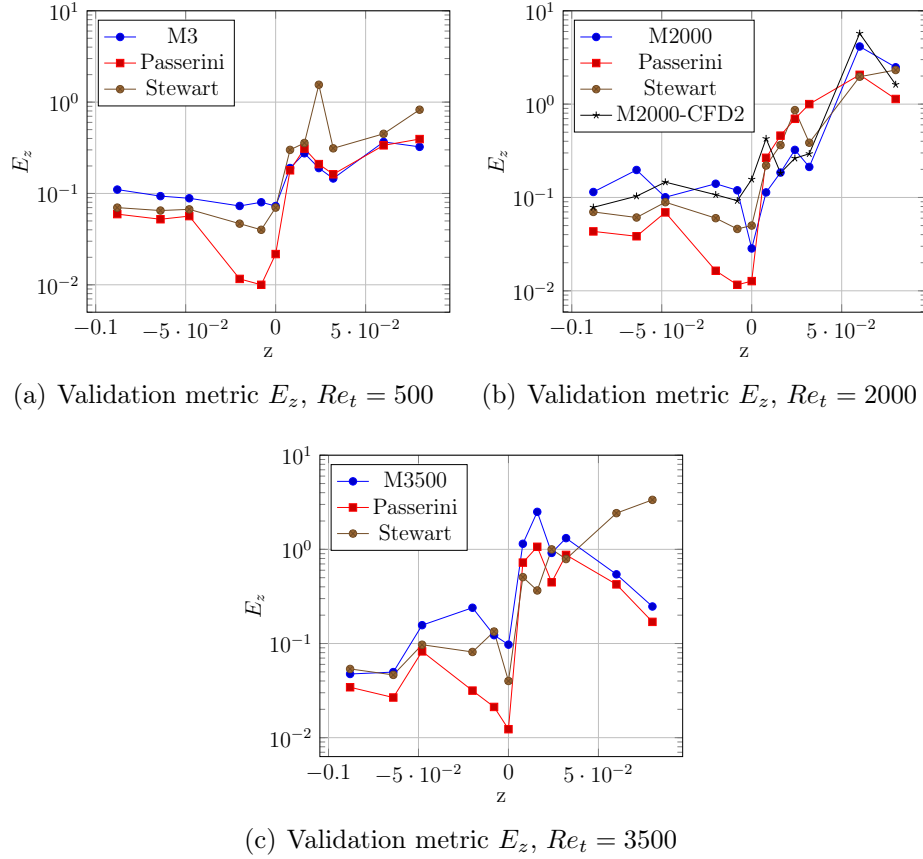 10^1
10^0
10^{-1}
10^{-2}
E_z
M3
Passerini
Stewart
−0.1
−5 · 10^{-2}
0
5 · 10^{-2}
z
(a) Validation metric E_z, Re_t = 500
10^1
10^0
10^{-1}
10^{-2}
E_z
M2000
Passerini
Stewart
M2000-CFD2
−0.1
−5 · 10^{-2}
0
5 · 10^{-2}
z
(b) Validation metric E_z, Re_t = 2000
10^1
10^0
10^{-1}
10^{-2}
E_z
M3500
Passerini
Stewart
−0.1
−5 · 10^{-2}
0
5 · 10^{-2}
z
(c) Validation metric E_z, Re_t = 3500